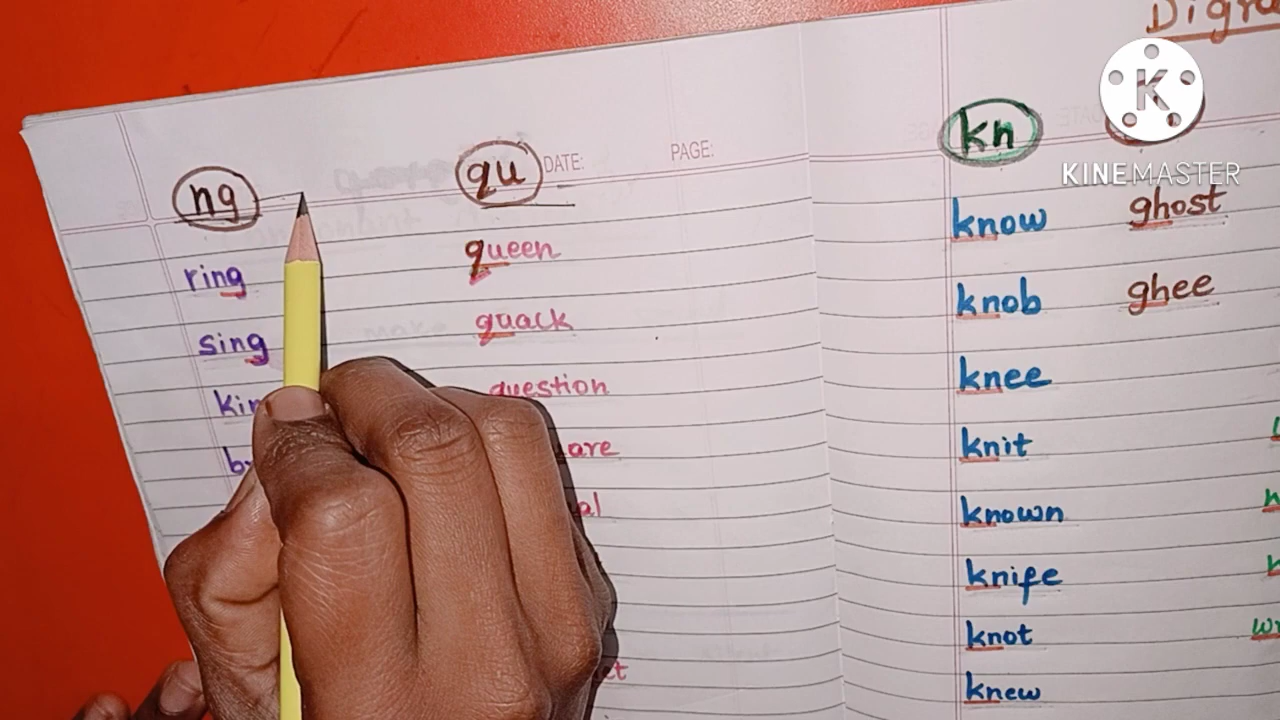 ng
ring
sing
qu
DATE:
PAGE:
queen
quack
question
kn
know
knob
knee
knit
known
knife
knot
knew
ghost
ghee
K
KINEMASTER